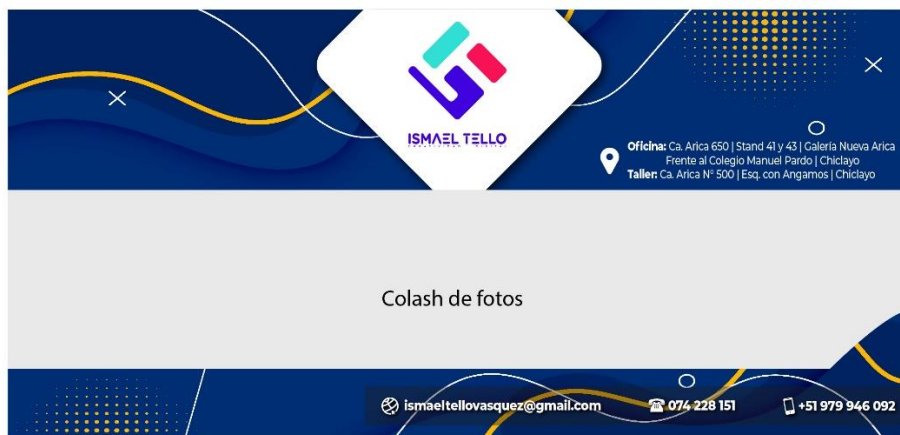 ISMAEL TELLO
Oficina: Ca. Arica 650 | Stand 41 y 43 | Galería Nueva Arica
Frente al Colegio Manuel Pardo | Chiclayo
Taller: Ca. Arica N° 500 | Esq. con Angamos | Chiclayo
Colash de fotos
ismaeltellovasquez@gmail.com
074 228 151
+51 979 946 092